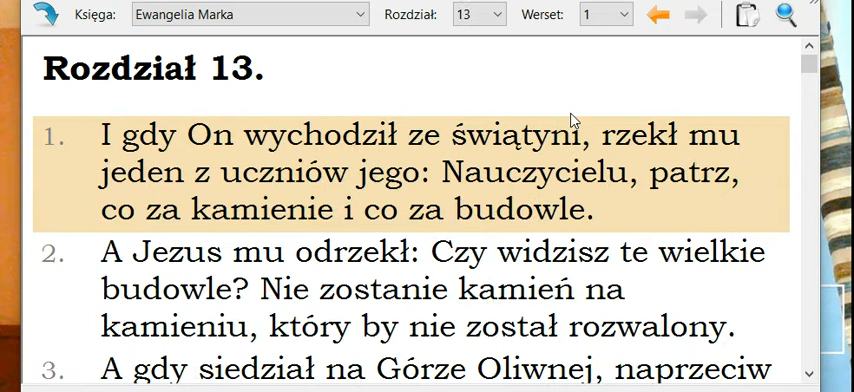 Księga: Ewangelia Marka Rozdział: 13 Werset: 1
Rozdział 13.
1. I gdy On wychodził ze świątyni, rzekł mu
jeden z uczniów jego: Nauczycielu, patrz,
co za kamienie i co za budowle.
2. A Jezus mu odrzekł: Czy widzisz te wielkie
budowle? Nie zostanie kamień na
kamieniu, który by nie został rozwalony.
3. A gdy siedział na Górze Oliwnej, naprzeciw